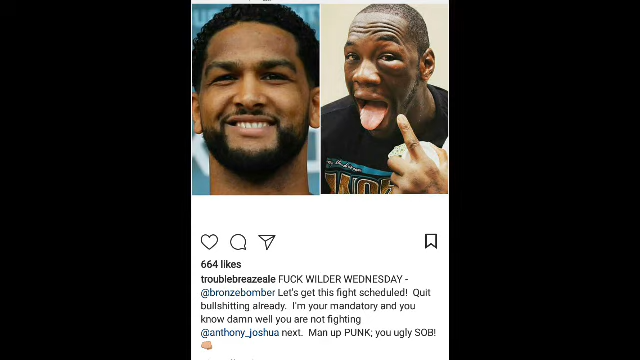 664 likes
troublebreazeale FUCK WILDER WEDNESDAY -
@bronzebomber Let's get this fight scheduled! Quit
bullshitting already. I'm your mandatory and you
know damn well you are not fighting
@anthony_joshua next. Man up PUNK; you ugly SOB!
👊🏼